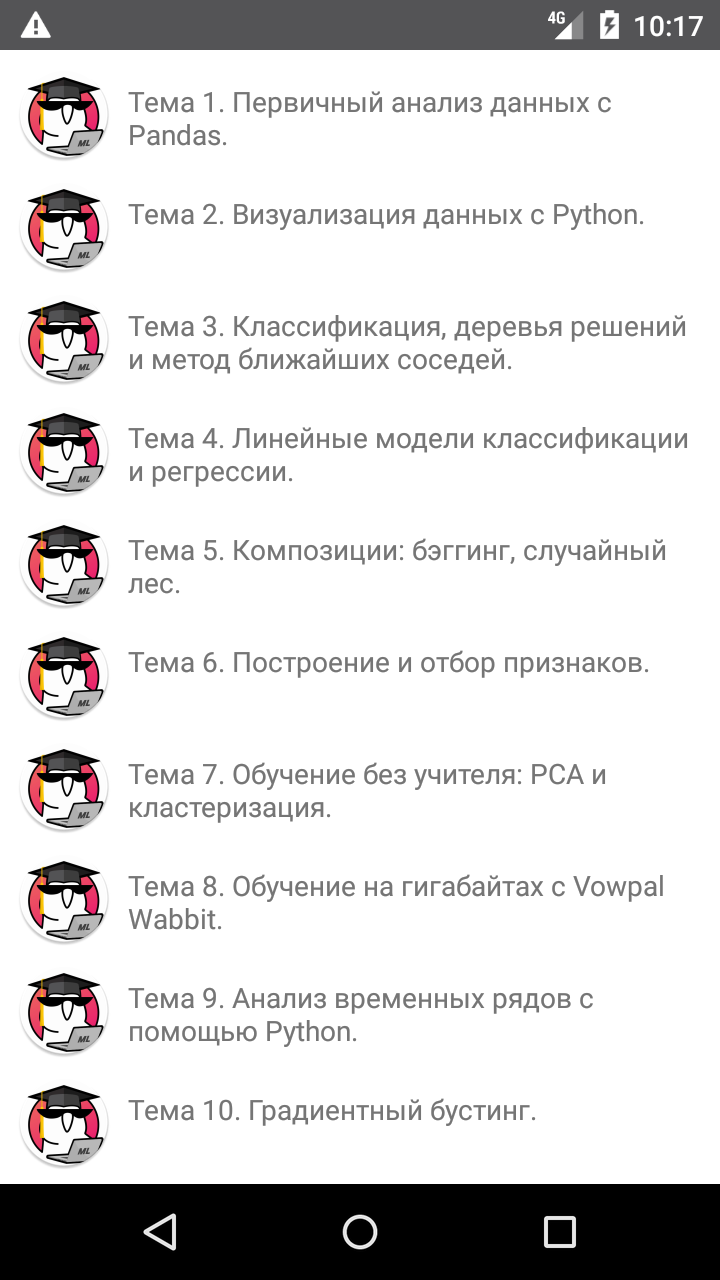 4G 10:17
Тема 1. Первичный анализ данных с
Pandas.
ML
Тема 2. Визуализация данных с Python.
ML
Тема 3. Классификация, деревья решений
и метод ближайших соседей.
ML
Тема 4. Линейные модели классификации
и регрессии.
ML
Тема 5. Композиции: бэггинг, случайный
лес.
ML
Тема 6. Построение и отбор признаков.
ML
Тема 7. Обучение без учителя: PCA и
кластеризация.
ML
Тема 8. Обучение на гигабайтах с Vowpal
Wabbit.
ML
Тема 9. Анализ временных рядов с
помощью Python.
ML
Тема 10. Градиентный бустинг.
ML